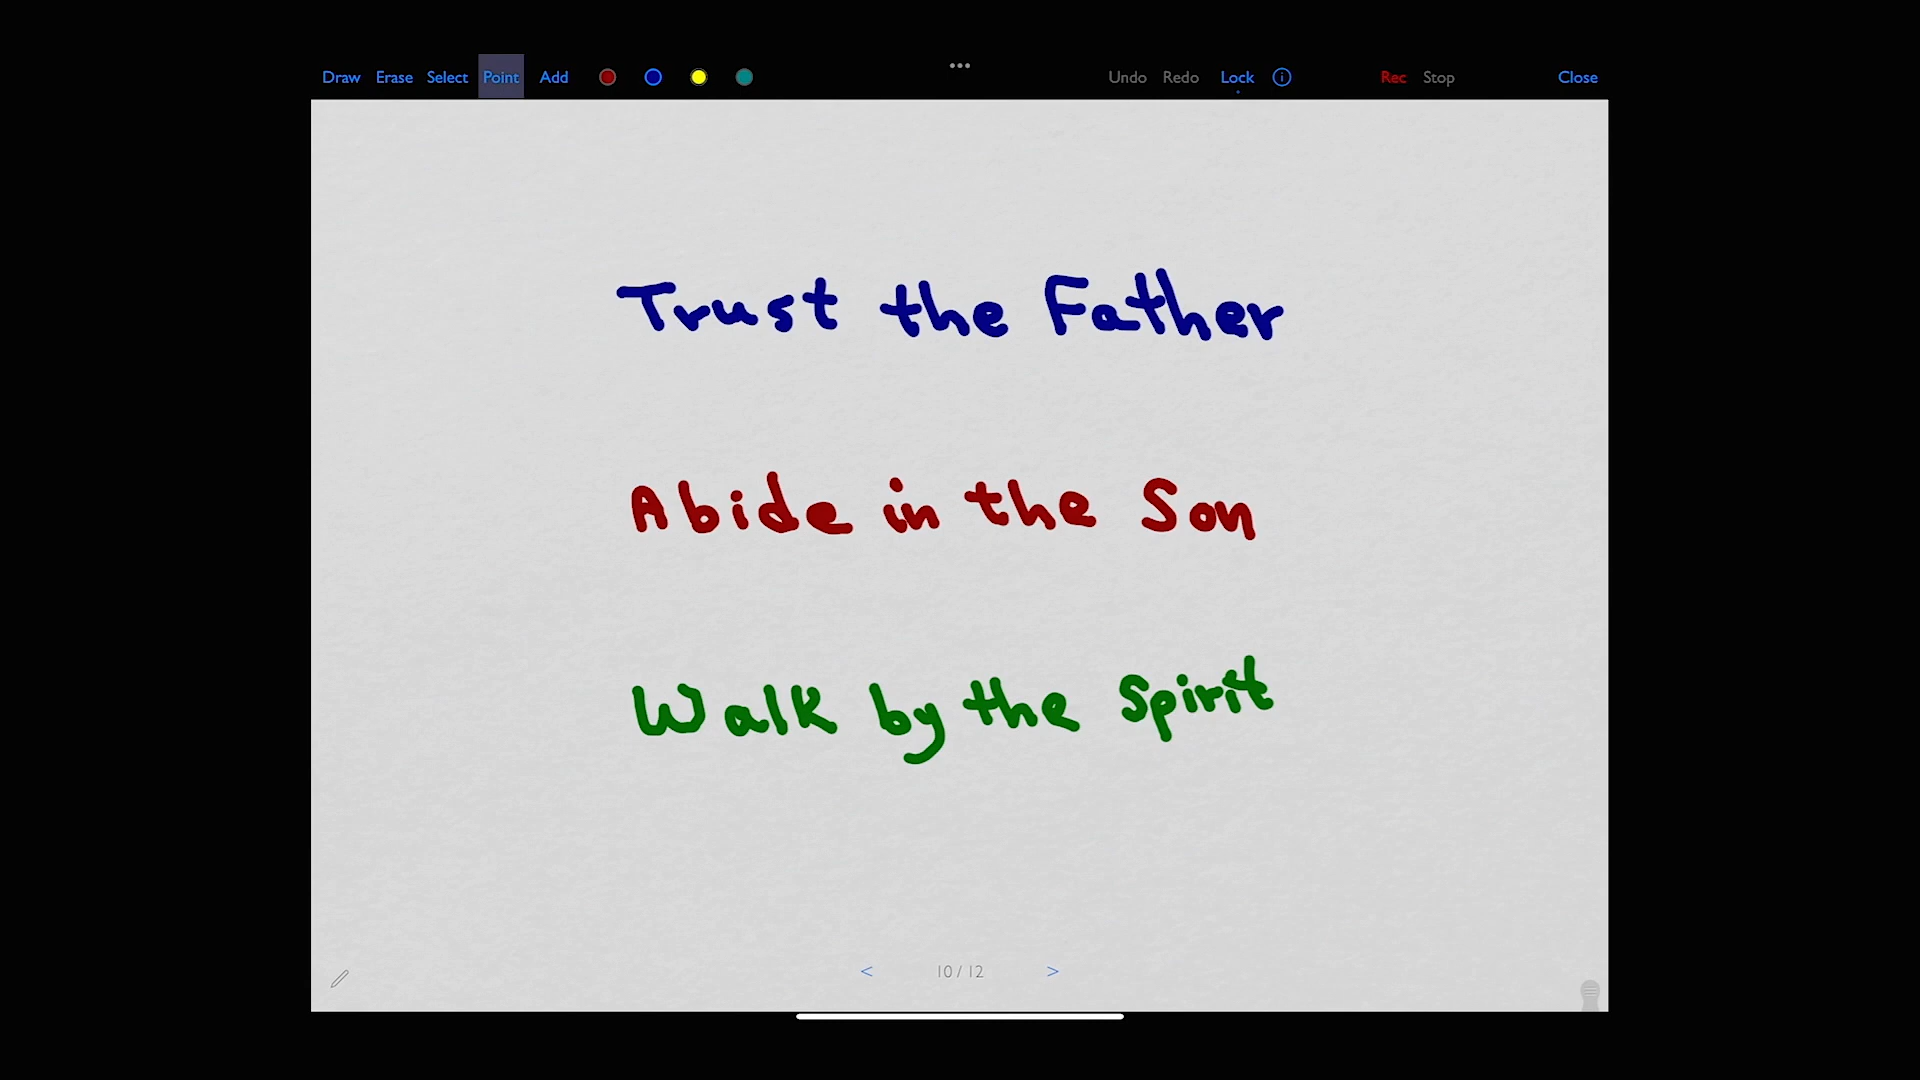 Draw Erase Select Point Add ... Undo Redo Lock Rec Stop Close
Trust the Father
Abide in the Son
Walk by the Spirit
< 10 / 12 >